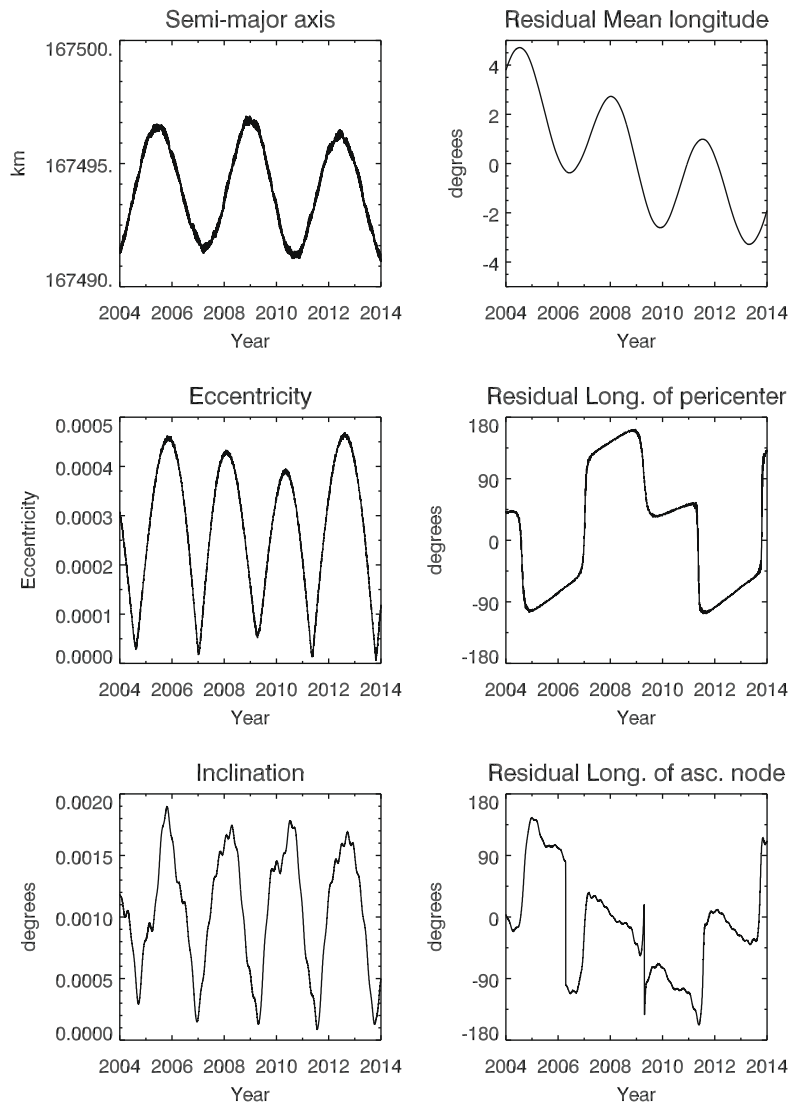 Semi-major axis
167500.
167495.
167490.
km
2004 2006 2008 2010 2012 2014
Year
Residual Mean longitude
4
2
0
-2
-4
degrees
2004 2006 2008 2010 2012 2014
Year
Eccentricity
0.0005
0.0004
0.0003
0.0002
0.0001
0.0000
Eccentricity
2004 2006 2008 2010 2012 2014
Year
Residual Long. of pericenter
180
90
0
-90
-180
degrees
2004 2006 2008 2010 2012 2014
Year
Inclination
0.0020
0.0015
0.0010
0.0005
0.0000
degrees
2004 2006 2008 2010 2012 2014
Year
Residual Long. of asc. node
180
90
0
-90
-180
degrees
2004 2006 2008 2010 2012 2014
Year